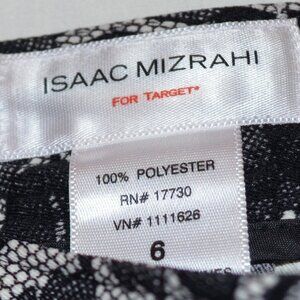 ISAAC MIZRAHI
FOR TARGET®
100% POLYESTER
RN# 17730
VN# 1111626
6